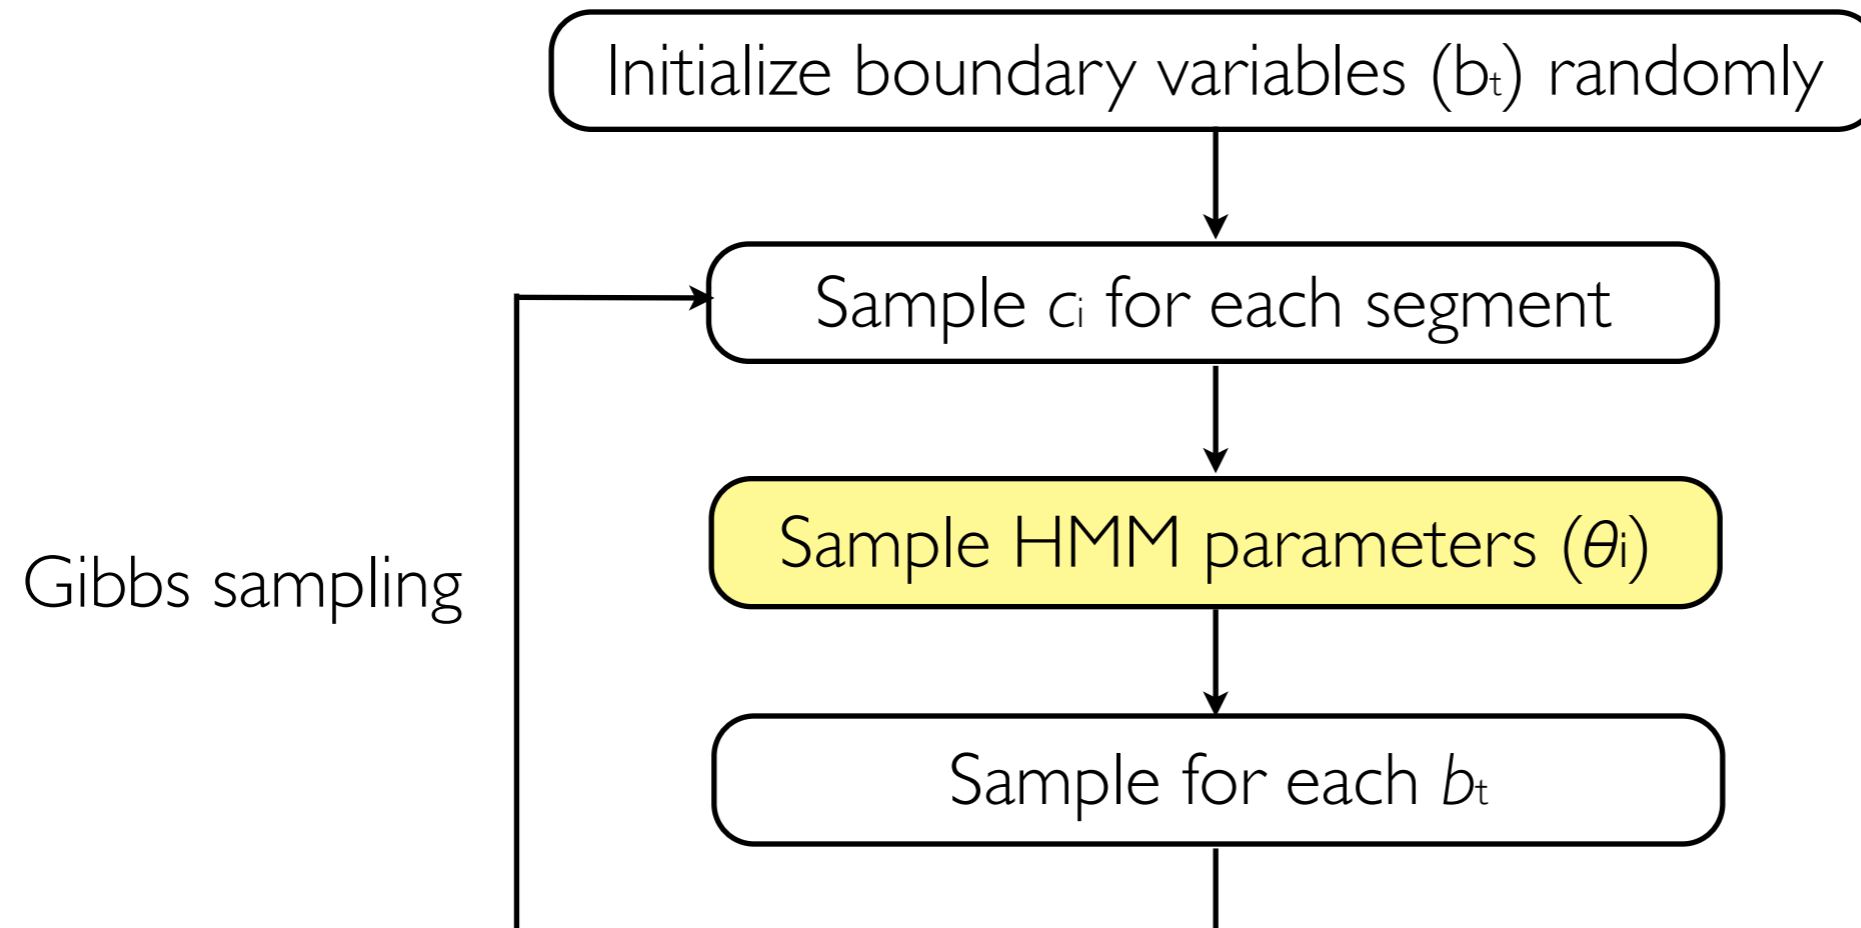 Initialize boundary variables (bt) randomly
Sample ci for each segment
Sample HMM parameters (θi)
Gibbs sampling
Sample for each bt